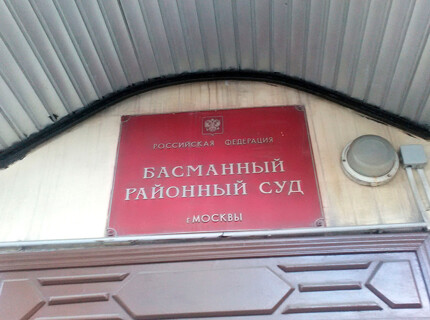 РОССИЙСКАЯ ФЕДЕРАЦИЯ
БАСМАННЫЙ
РАЙОННЫЙ СУД
г.МОСКВЫ